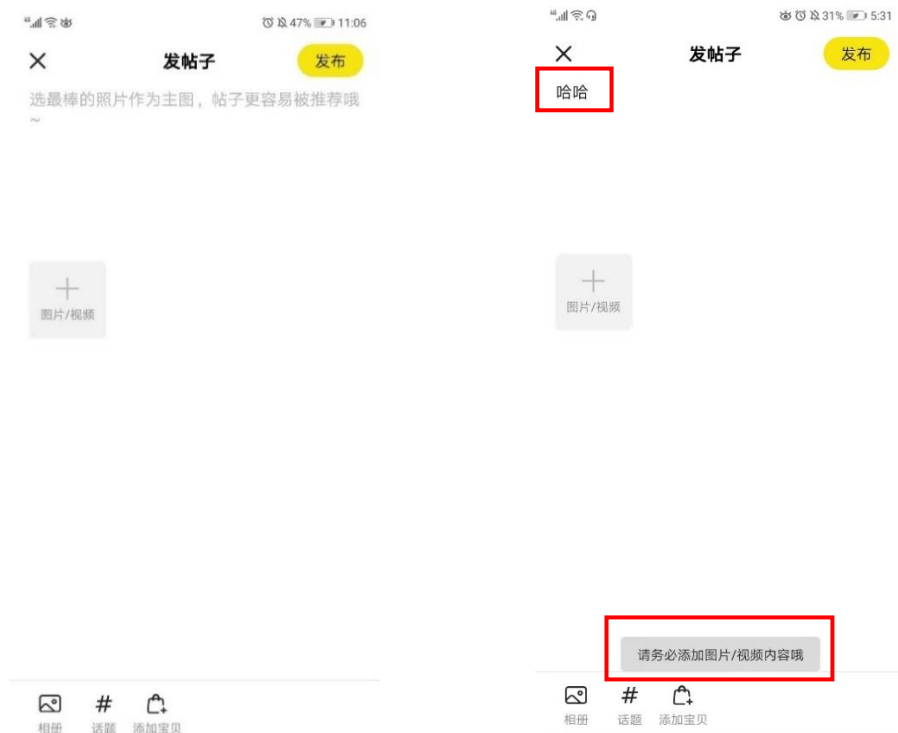 47% 11:06
发帖子
发布
选最棒的照片作为主图，帖子更容易被推荐哦
~
图片/视频
相册 话题 添加宝贝
31% 5:31
发帖子
发布
哈哈
图片/视频
请务必添加图片/视频内容哦
相册 话题 添加宝贝